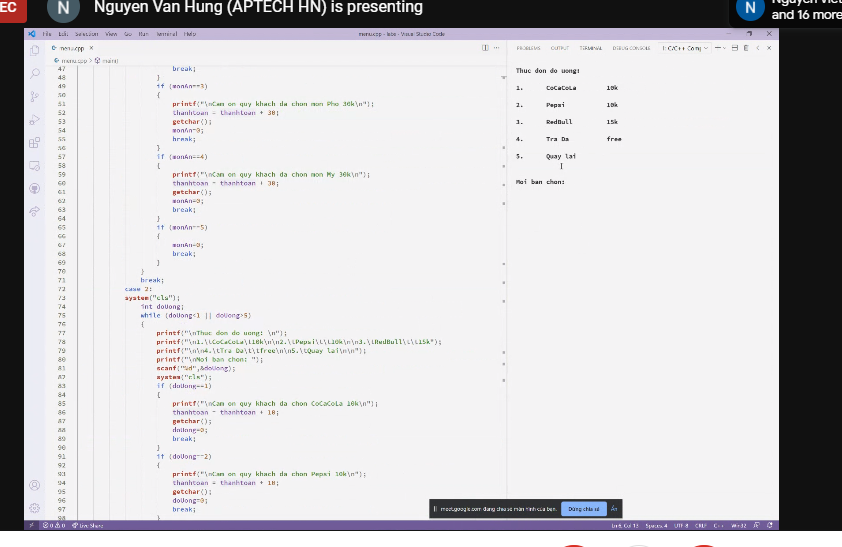 EC
N
Nguyen Van Hung (APTECH HN) is presenting
N
Nguyen Viet
and 16 more
File Edit Selection View Go Run Terminal Help
menu.cpp - labs - Visual Studio Code
menu.cpp ×
menu.cpp > main()
47 break;
48 }
49 if (monAn==3)
50 {
51 printf("\nCam on quy khach da chon mon Pho 30k\n");
52 thanhtoan = thanhtoan + 30;
53 getchar();
54 monAn=0;
55 break;
56 }
57 if (monAn==4)
58 {
59 printf("\nCam on quy khach da chon mon My 30k\n");
60 thanhtoan = thanhtoan + 30;
61 getchar();
62 monAn=0;
63 break;
64 }
65 if (monAn==5)
66 {
67 monAn=0;
68 break;
69 }
70 }
71 break;
72 case 2:
73 system("cls");
74 int doUong;
75 while (doUong<1 || doUong>5)
76 {
77 printf("\nThuc don do uong: \n");
78 printf("\n1.\tCoCaCoLa\t10k\n\n2.\tPepsi\t\t10k\n\n3.\tRedBull\t\t15k");
79 printf("\n\n4.\tTra Da\t\tfree\n\n5.\tQuay lai\n\n");
80 printf("\nMoi ban chon: ");
81 scanf("%d",&doUong);
82 system("cls");
83 if (doUong==1)
84 {
85 printf("\nCam on quy khach da chon CoCaCoLa 10k\n");
86 thanhtoan = thanhtoan + 10;
87 getchar();
88 doUong=0;
89 break;
90 }
91 if (doUong==2)
92 {
93 printf("\nCam on quy khach da chon Pepsi 10k\n");
94 thanhtoan = thanhtoan + 10;
95 getchar();
96 doUong=0;
97 break;
98 }
PROBLEMS OUTPUT TERMINAL DEBUG CONSOLE 1: C/C++ Comp
Thuc don do uong:
1. CoCaCoLa 10k
2. Pepsi 10k
3. RedBull 15k
4. Tra Da free
5. Quay lai
Moi ban chon:
meet.google.com đang chia sẻ màn hình của bạn. Dừng chia sẻ Ẩn
0 0 Live Share
Ln 6, Col 13 Spaces: 4 UTF-8 CRLF C++ Win32